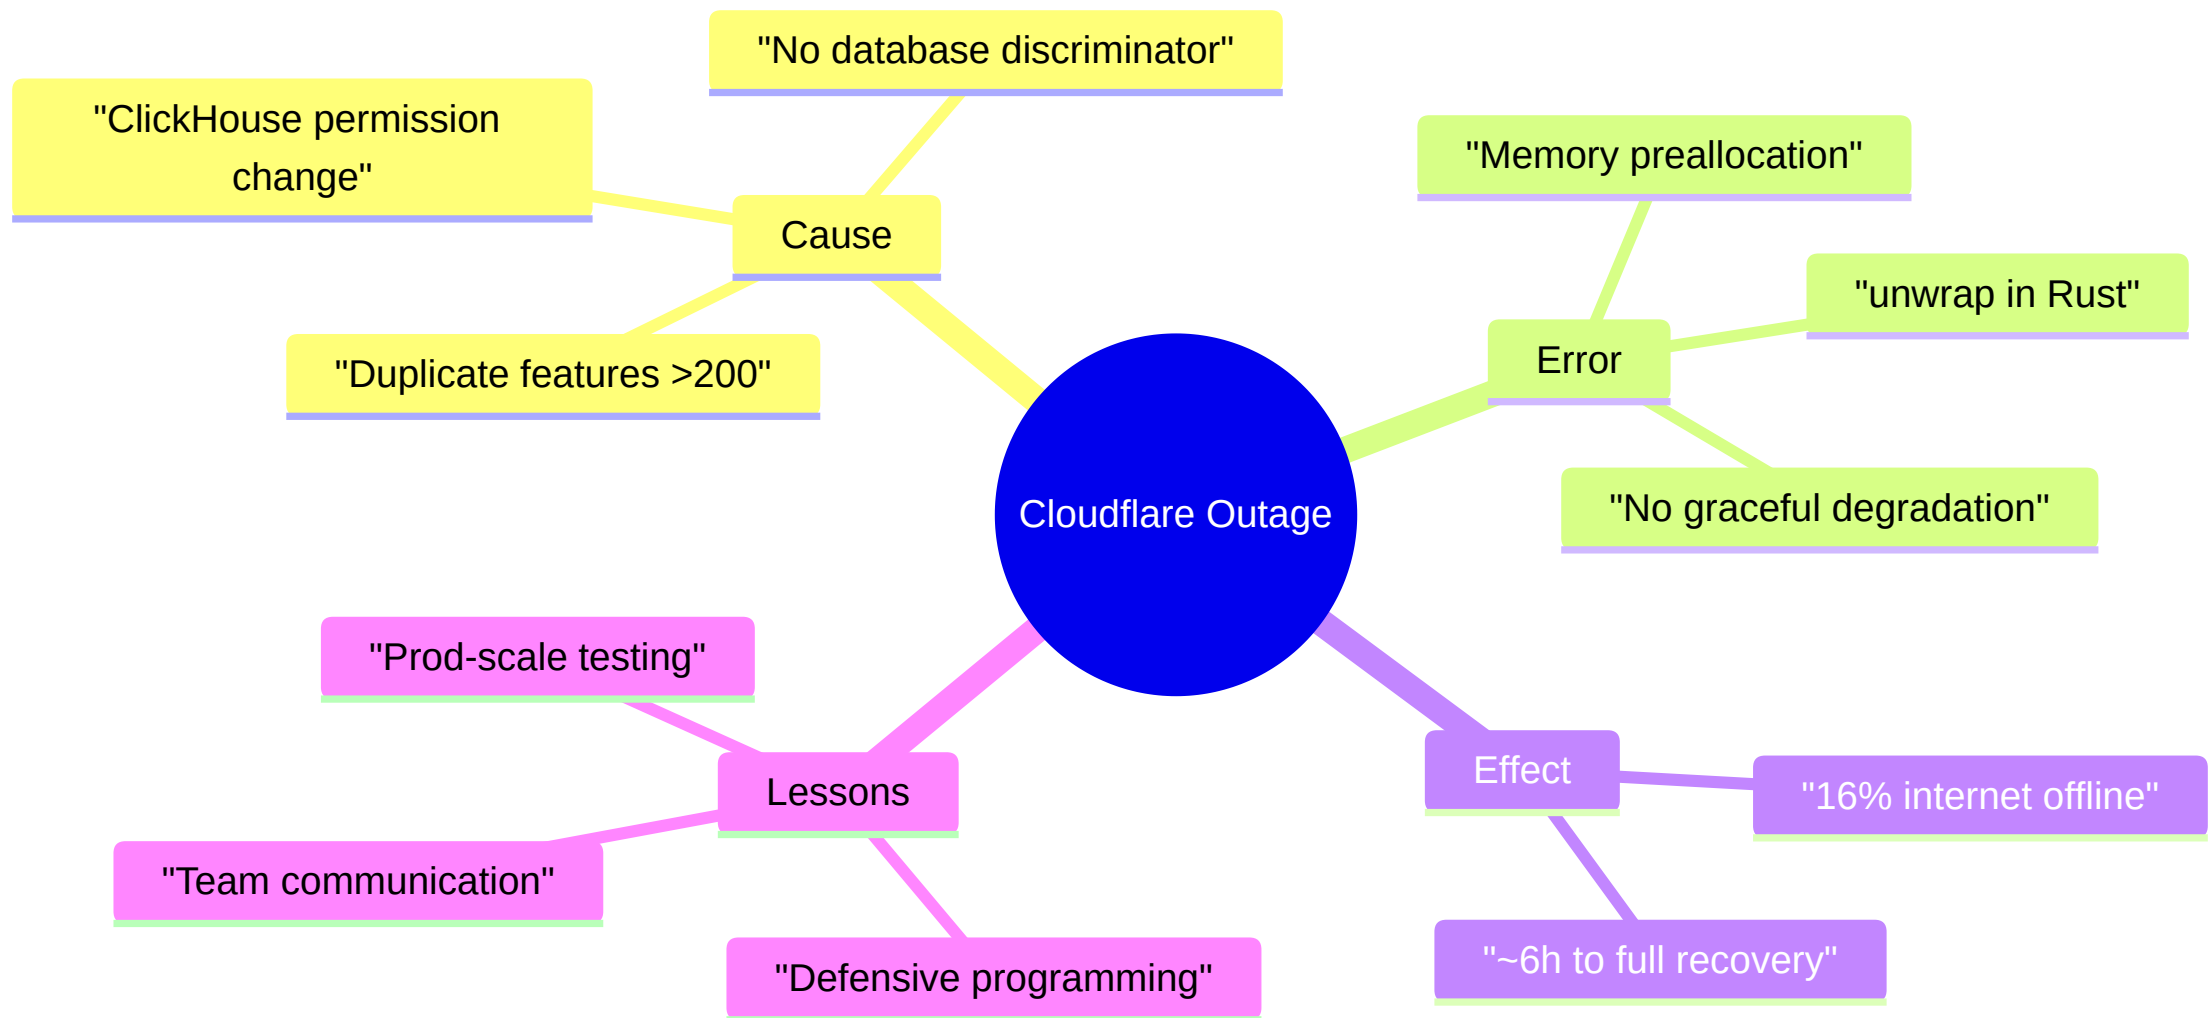 "No database discriminator"
"ClickHouse permission
change"
Cause
"Duplicate features >200"
"Memory preallocation"
"unwrap in Rust"
Error
"No graceful degradation"
Cloudflare Outage
"Prod-scale testing"
Lessons
"Team communication"
"Defensive programming"
Effect
"16% internet offline"
"~6h to full recovery"